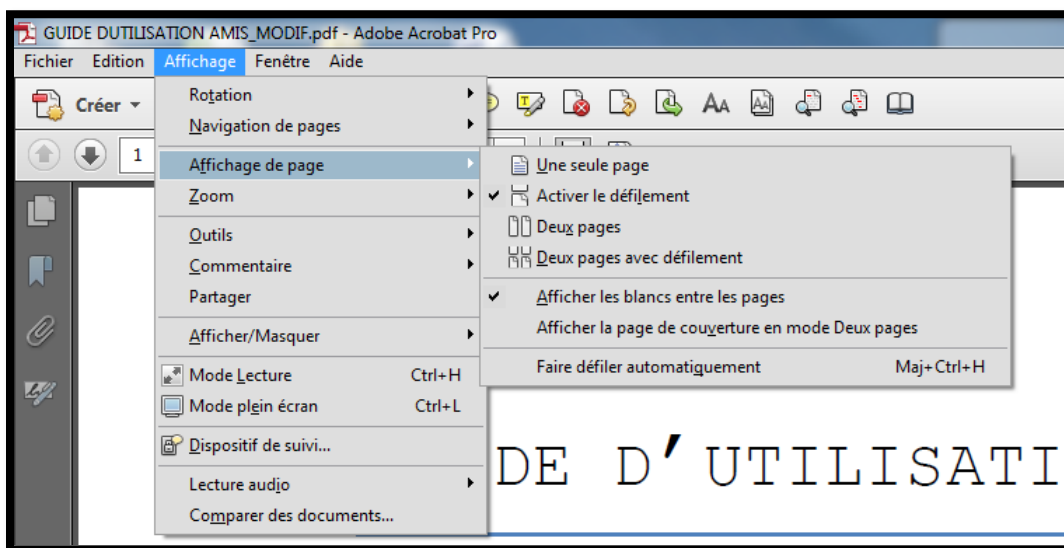 GUIDE DUTILISATION AMIS_MODIF.pdf - Adobe Acrobat Pro
Fichier Edition Affichage Fenêtre Aide
Créer
1
Rotation
Navigation de pages
Affichage de page
Zoom
Outils
Commentaire
Partager
Afficher/Masquer
Mode Lecture Ctrl+H
Mode plein écran Ctrl+L
Dispositif de suivi...
Lecture audio
Comparer des documents...
Une seule page
Activer le défilement
Deux pages
Deux pages avec défilement
Afficher les blancs entre les pages
Afficher la page de couverture en mode Deux pages
Faire défiler automatiquement Maj+Ctrl+H
DE D'UTILISATI